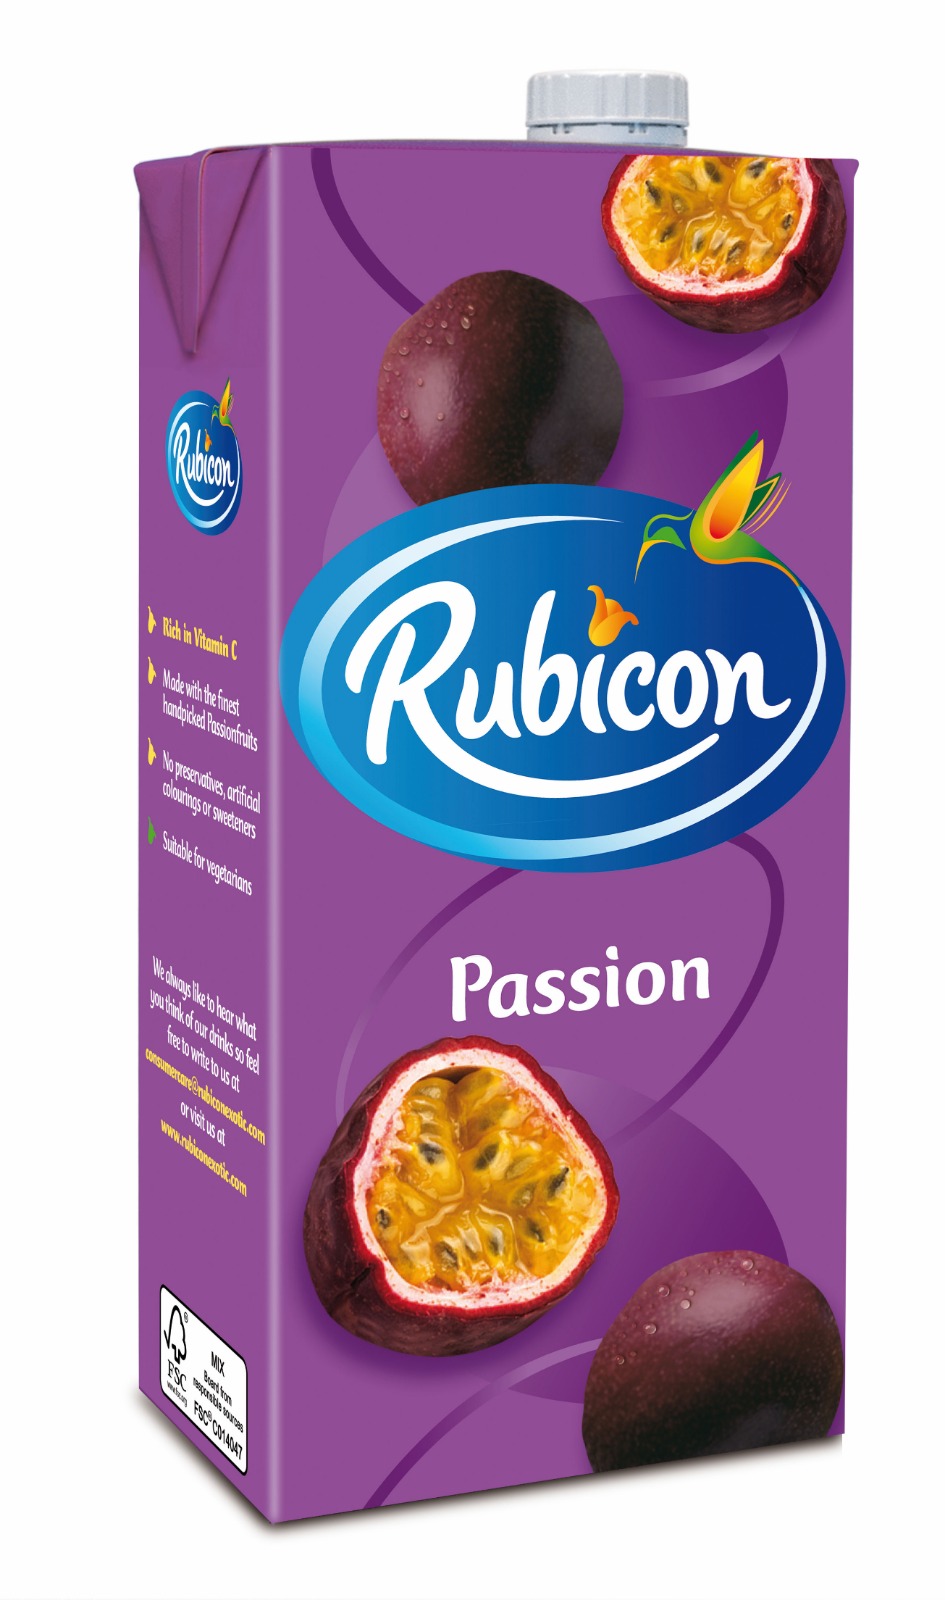 Rubicon
Passion
Rubicon
Rich in Vitamin C
Made with the finest
handpicked Passionfruits
No preservatives, artificial
colourings or sweeteners
Suitable for vegetarians
We always like to hear what
you think of our drinks so feel
free to write to us at
consumercare@rubiconexotic.com
or visit us at
www.rubiconexotic.com
®
FSC
www.fsc.org
MIX
Board from
responsible sources
FSC® C014047